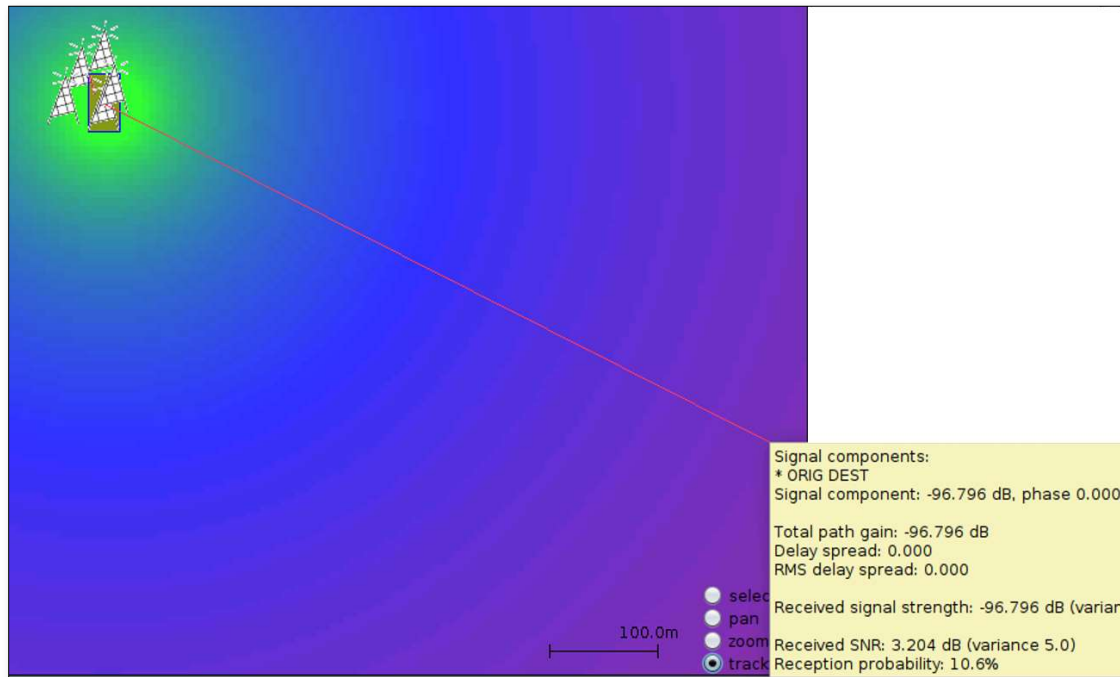 Signal components:
* ORIG DEST
Signal component: -96.796 dB, phase 0.000
Total path gain: -96.796 dB
Delay spread: 0.000
RMS delay spread: 0.000
Received signal strength: -96.796 dB (varian
Received SNR: 3.204 dB (variance 5.0)
Reception probability: 10.6%
selec
pan
zoom
track
100.0m